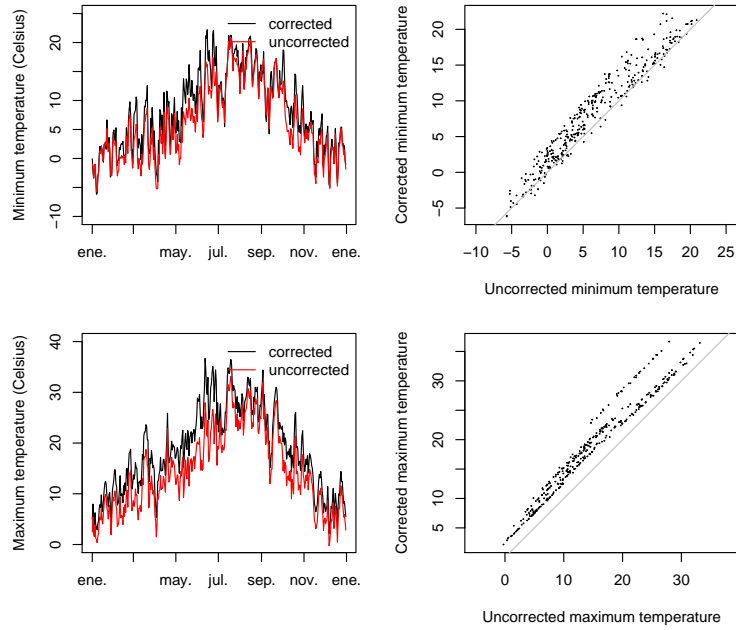 Minimum temperature (Celsius)
20
15
10
5
0
−10
corrected
uncorrected
ene.
may.
jul.
sep.
nov.
ene.
Corrected minimum temperature
20
15
10
5
0
−5
−10
−5
0
5
10
15
20
25
Uncorrected minimum temperature
Maximum temperature (Celsius)
40
30
20
10
0
corrected
uncorrected
ene.
may.
jul.
sep.
nov.
ene.
Corrected maximum temperature
30
20
15
10
5
0
10
20
30
Uncorrected maximum temperature